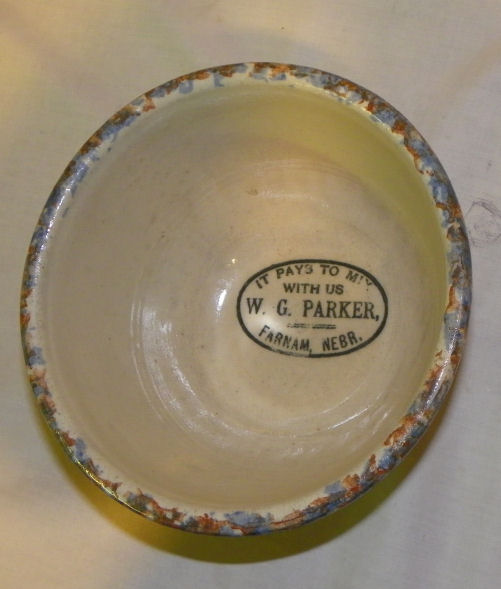 IT PAYS TO MIX
WITH US
W. G. PARKER,
FARNAM, NEBR.